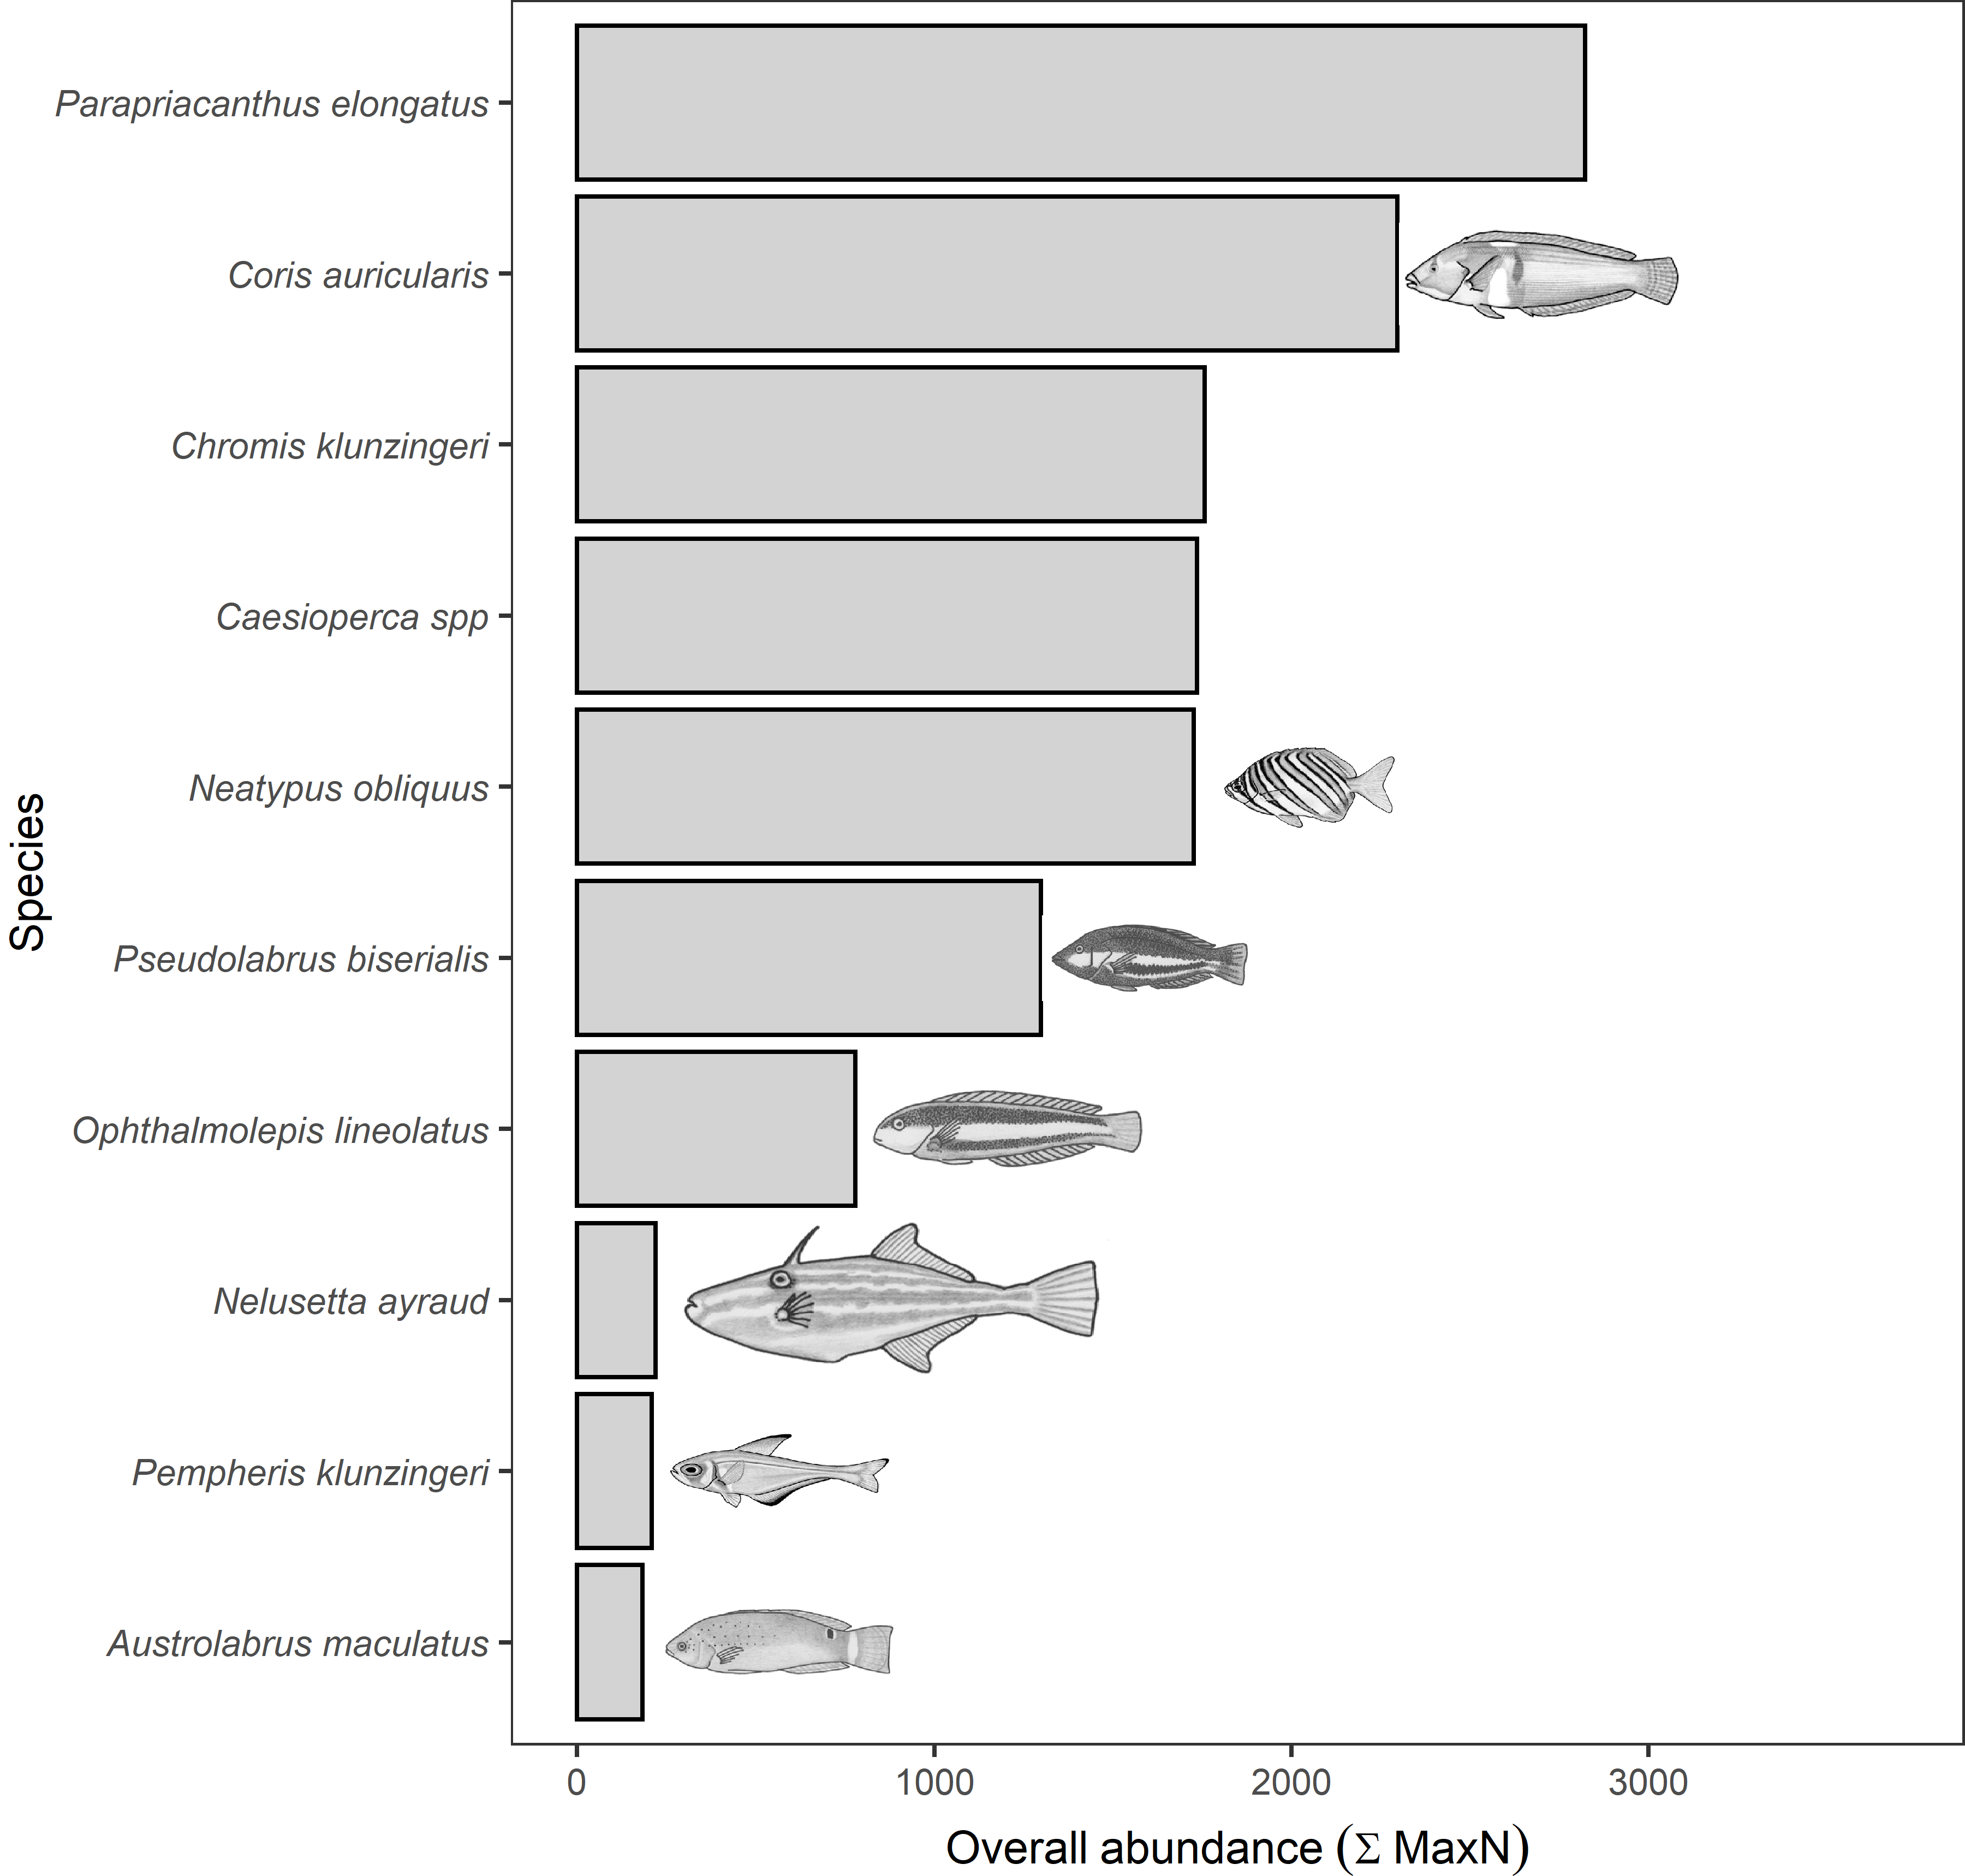 Species
Parapriacanthus elongatus
Coris auricularis
Chromis klunzingeri
Caesioperca spp
Neatypus obliquus
Pseudolabrus biserialis
Ophthalmolepis lineolatus
Nelusetta ayraud
Pempheris klunzingeri
Austrolabrus maculatus
0 1000 2000 3000
Overall abundance (Σ MaxN)